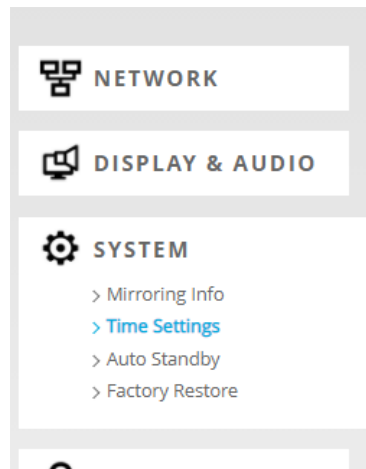 NETWORK
DISPLAY & AUDIO
SYSTEM
> Mirroring Info
> Time Settings
> Auto Standby
> Factory Restore